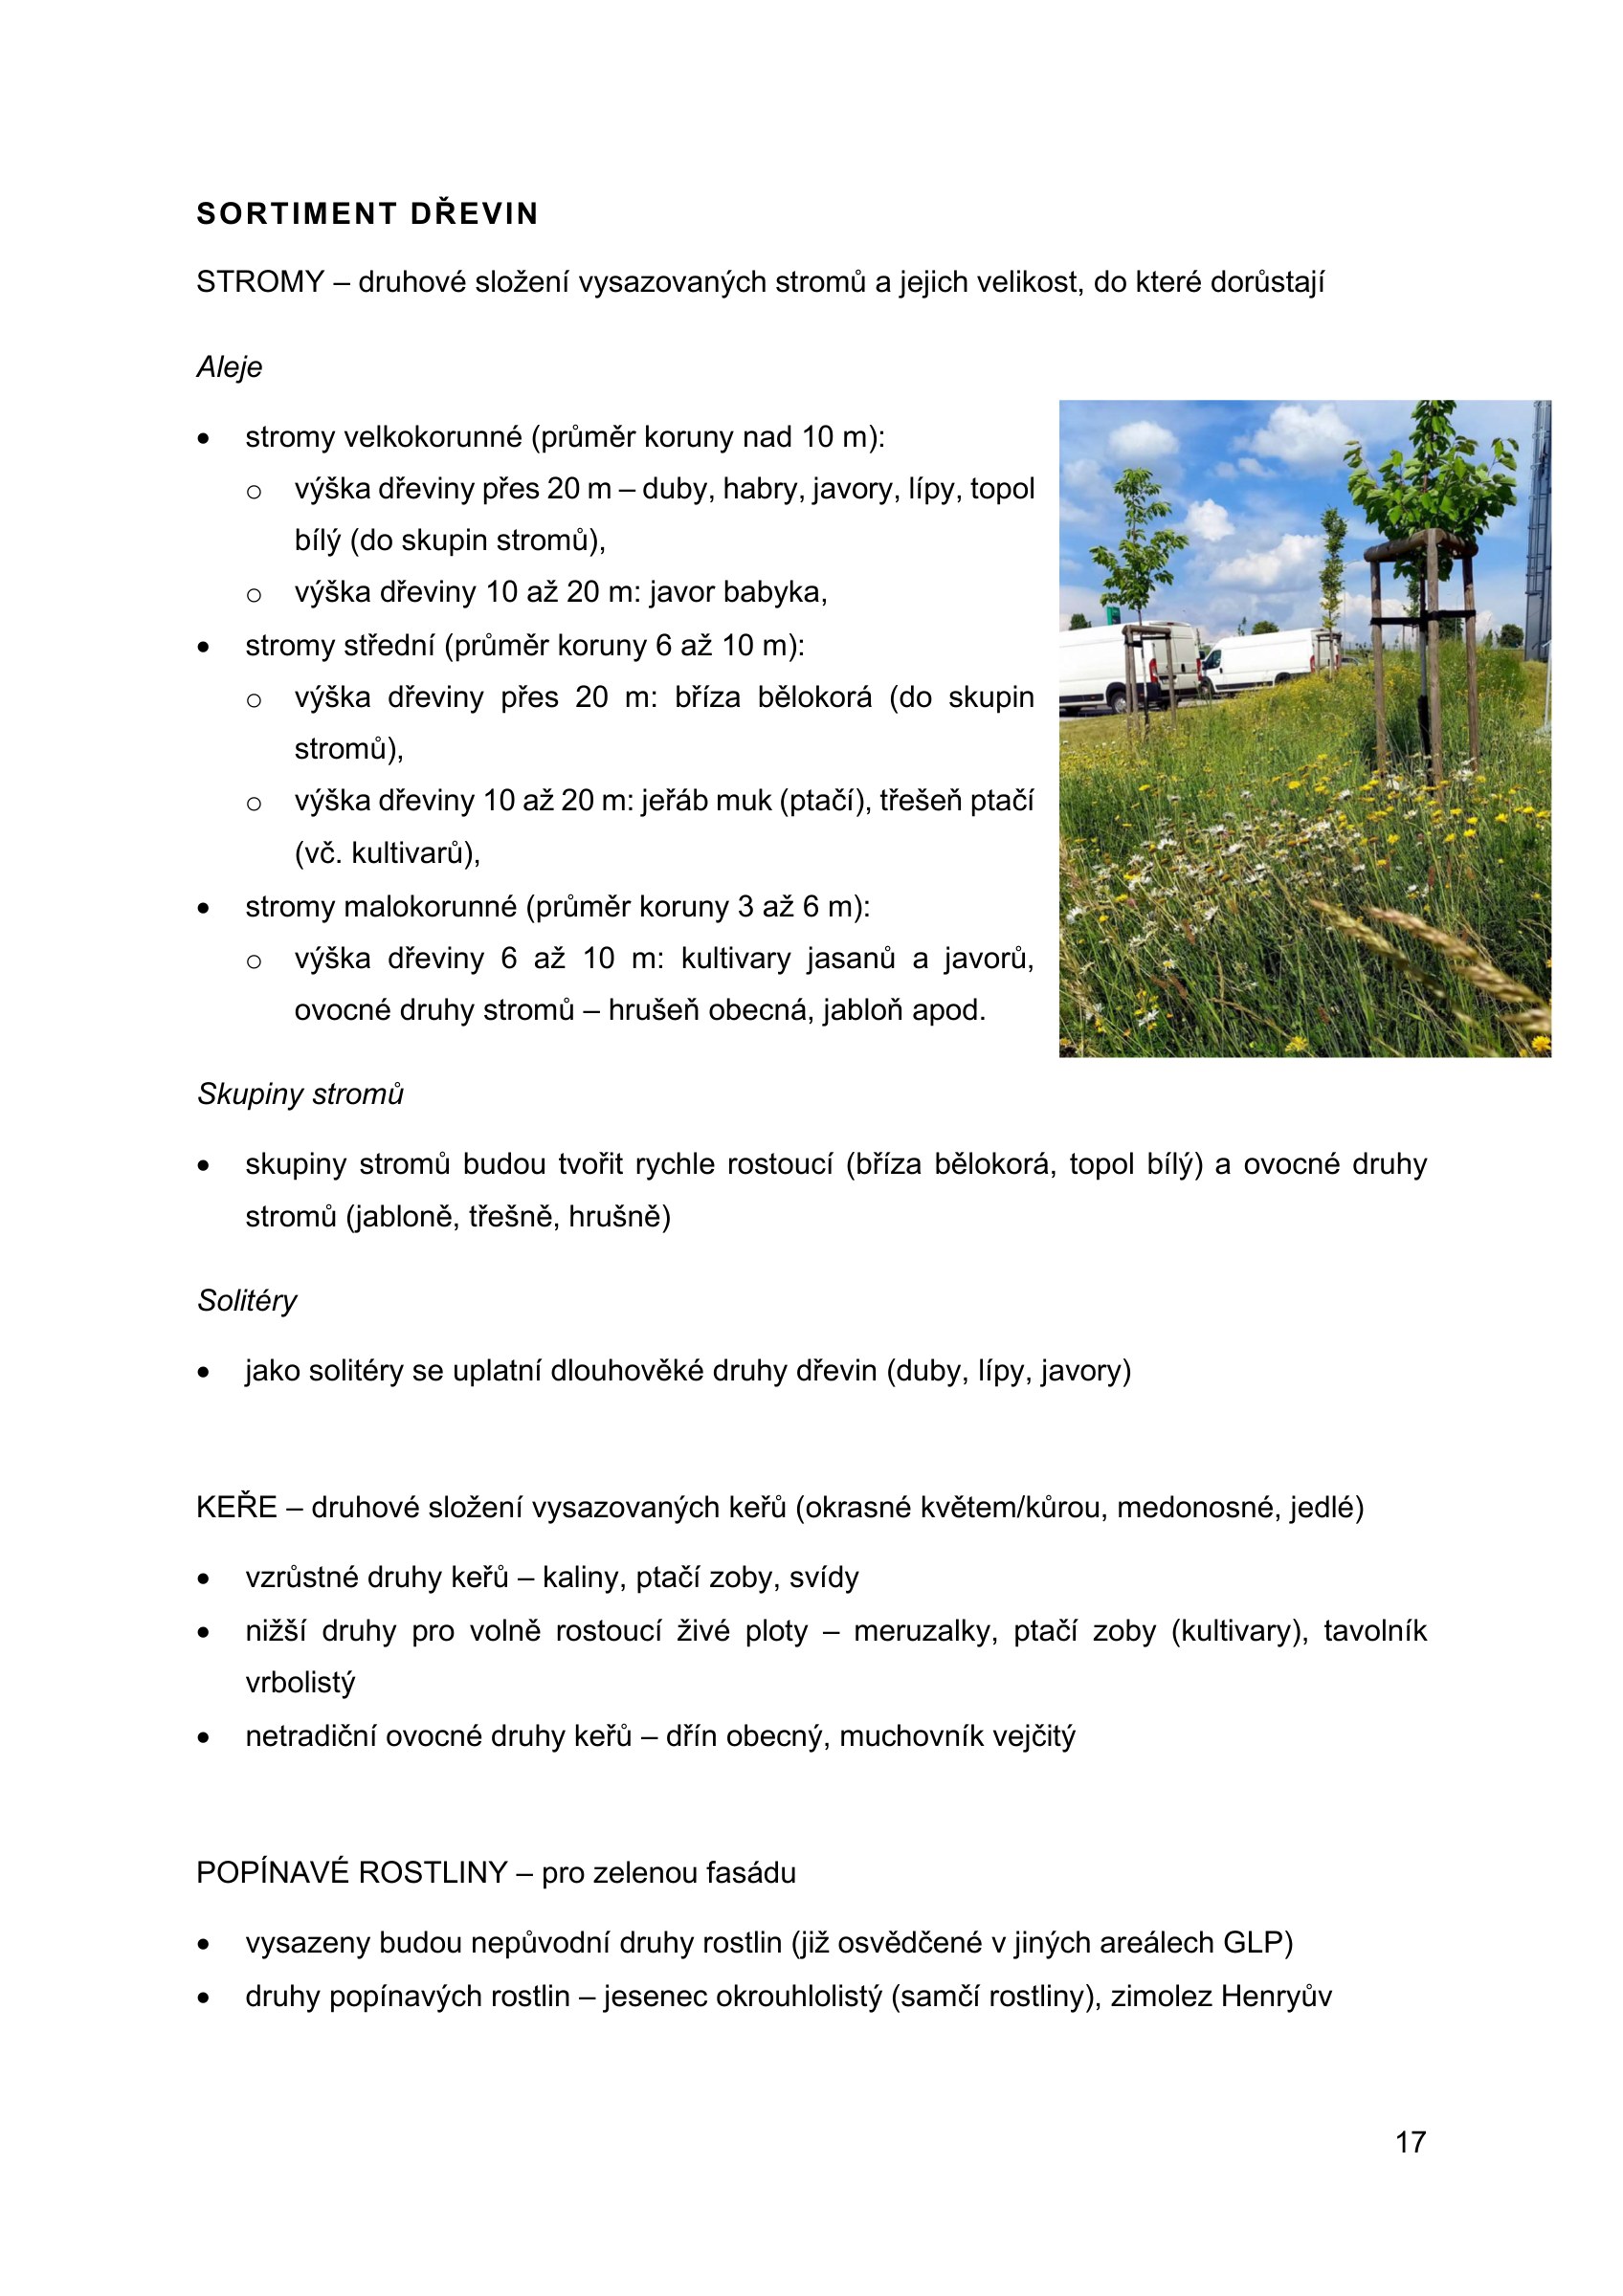 SORTIMENT DŘEVIN
STROMY – druhové složení vysazovaných stromů a jejich velikost, do které dorůstají
Aleje
• stromy velkokorunné (průměr koruny nad 10 m):
o výška dřeviny přes 20 m – duby, habry, javory, lípy, topol
bílý (do skupin stromů),
o výška dřeviny 10 až 20 m: javor babyka,
• stromy střední (průměr koruny 6 až 10 m):
o výška dřeviny přes 20 m: bříza bělokorá (do skupin
stromů),
o výška dřeviny 10 až 20 m: jeřáb muk (ptačí), třešeň ptačí
(vč. kultivarů),
• stromy malokorunné (průměr koruny 3 až 6 m):
o výška dřeviny 6 až 10 m: kultivary jasanů a javorů,
ovocné druhy stromů – hrušeň obecná, jabloň apod.
Skupiny stromů
• skupiny stromů budou tvořit rychle rostoucí (bříza bělokorá, topol bílý) a ovocné druhy
stromů (jabloně, třešně, hrušně)
Solitéry
• jako solitéry se uplatní dlouhověké druhy dřevin (duby, lípy, javory)
KEŘE – druhové složení vysazovaných keřů (okrasné květem/kůrou, medonosné, jedlé)
• vzrůstné druhy keřů – kaliny, ptačí zoby, svídy
• nižší druhy pro volně rostoucí živé ploty – meruzalky, ptačí zoby (kultivary), tavolník
vrbolistý
• netradiční ovocné druhy keřů – dřín obecný, muchovník vejčitý
POPÍNAVÉ ROSTLINY – pro zelenou fasádu
• vysazeny budou nepůvodní druhy rostlin (již osvědčené v jiných areálech GLP)
• druhy popínavých rostlin – jesenec okrouhlolistý (samčí rostliny), zimolez Henryův
17